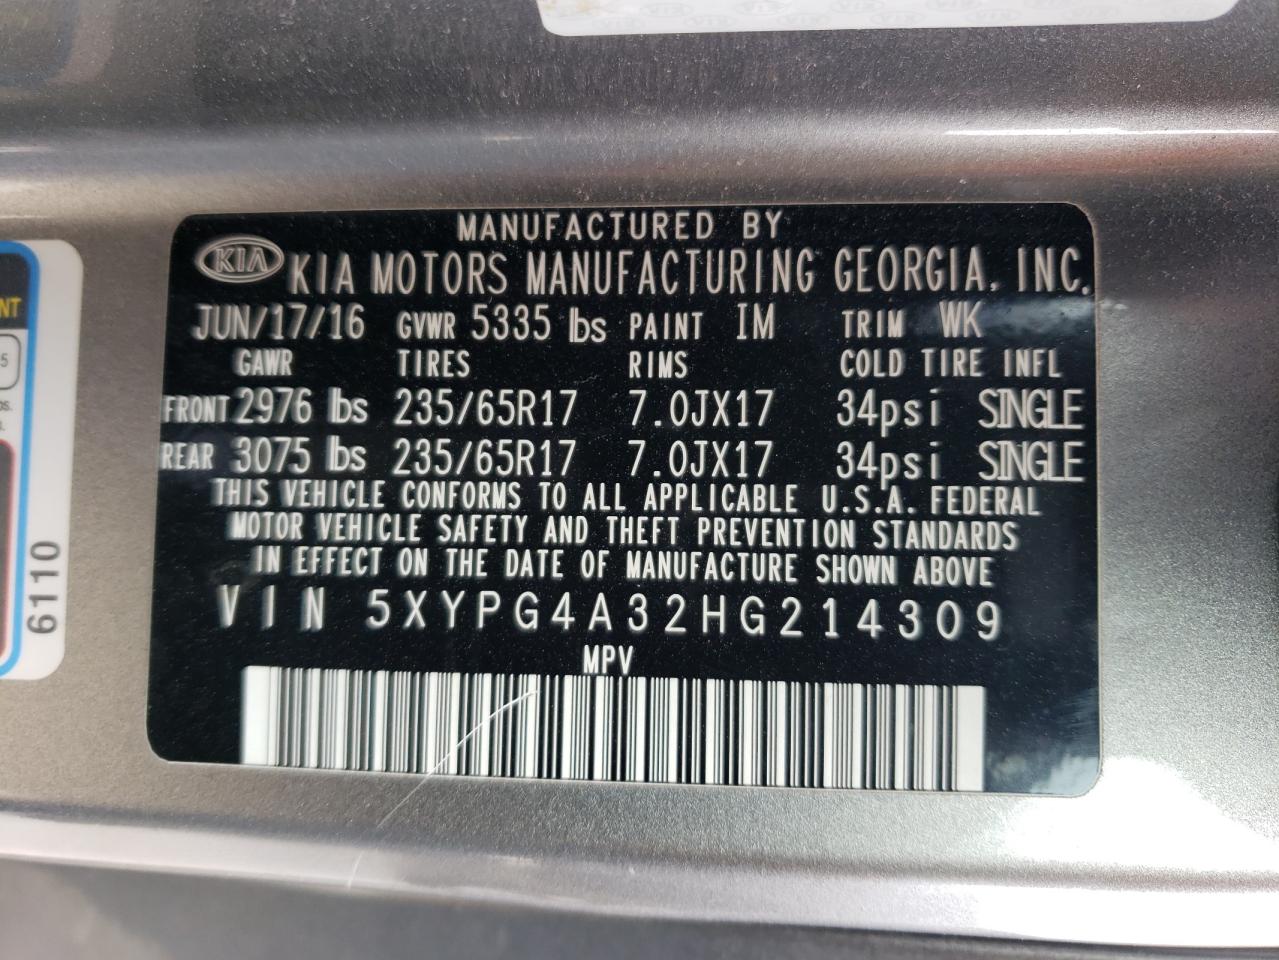 MANUFACTURED BY
KIA KIA MOTORS MANUFACTURING GEORGIA, INC.
JUN/17/16 GVWR 5335 lbs PAINT IM TRIM WK
GAWR TIRES RIMS COLD TIRE INFL
FRONT 2976 lbs 235/65R17 7.0JX17 34psi SINGLE
REAR 3075 lbs 235/65R17 7.0JX17 34psi SINGLE
THIS VEHICLE CONFORMS TO ALL APPLICABLE U.S.A. FEDERAL
MOTOR VEHICLE SAFETY AND THEFT PREVENTION STANDARDS
IN EFFECT ON THE DATE OF MANUFACTURE SHOWN ABOVE
VIN 5XYPG4A32HG214309
MPV
6110